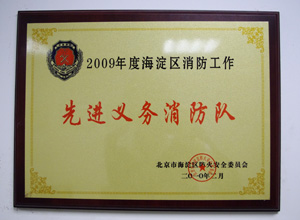 2009年度海淀区消防工作
先进义务消防队
北京市海淀区防火安全委员会
二〇一〇年二月